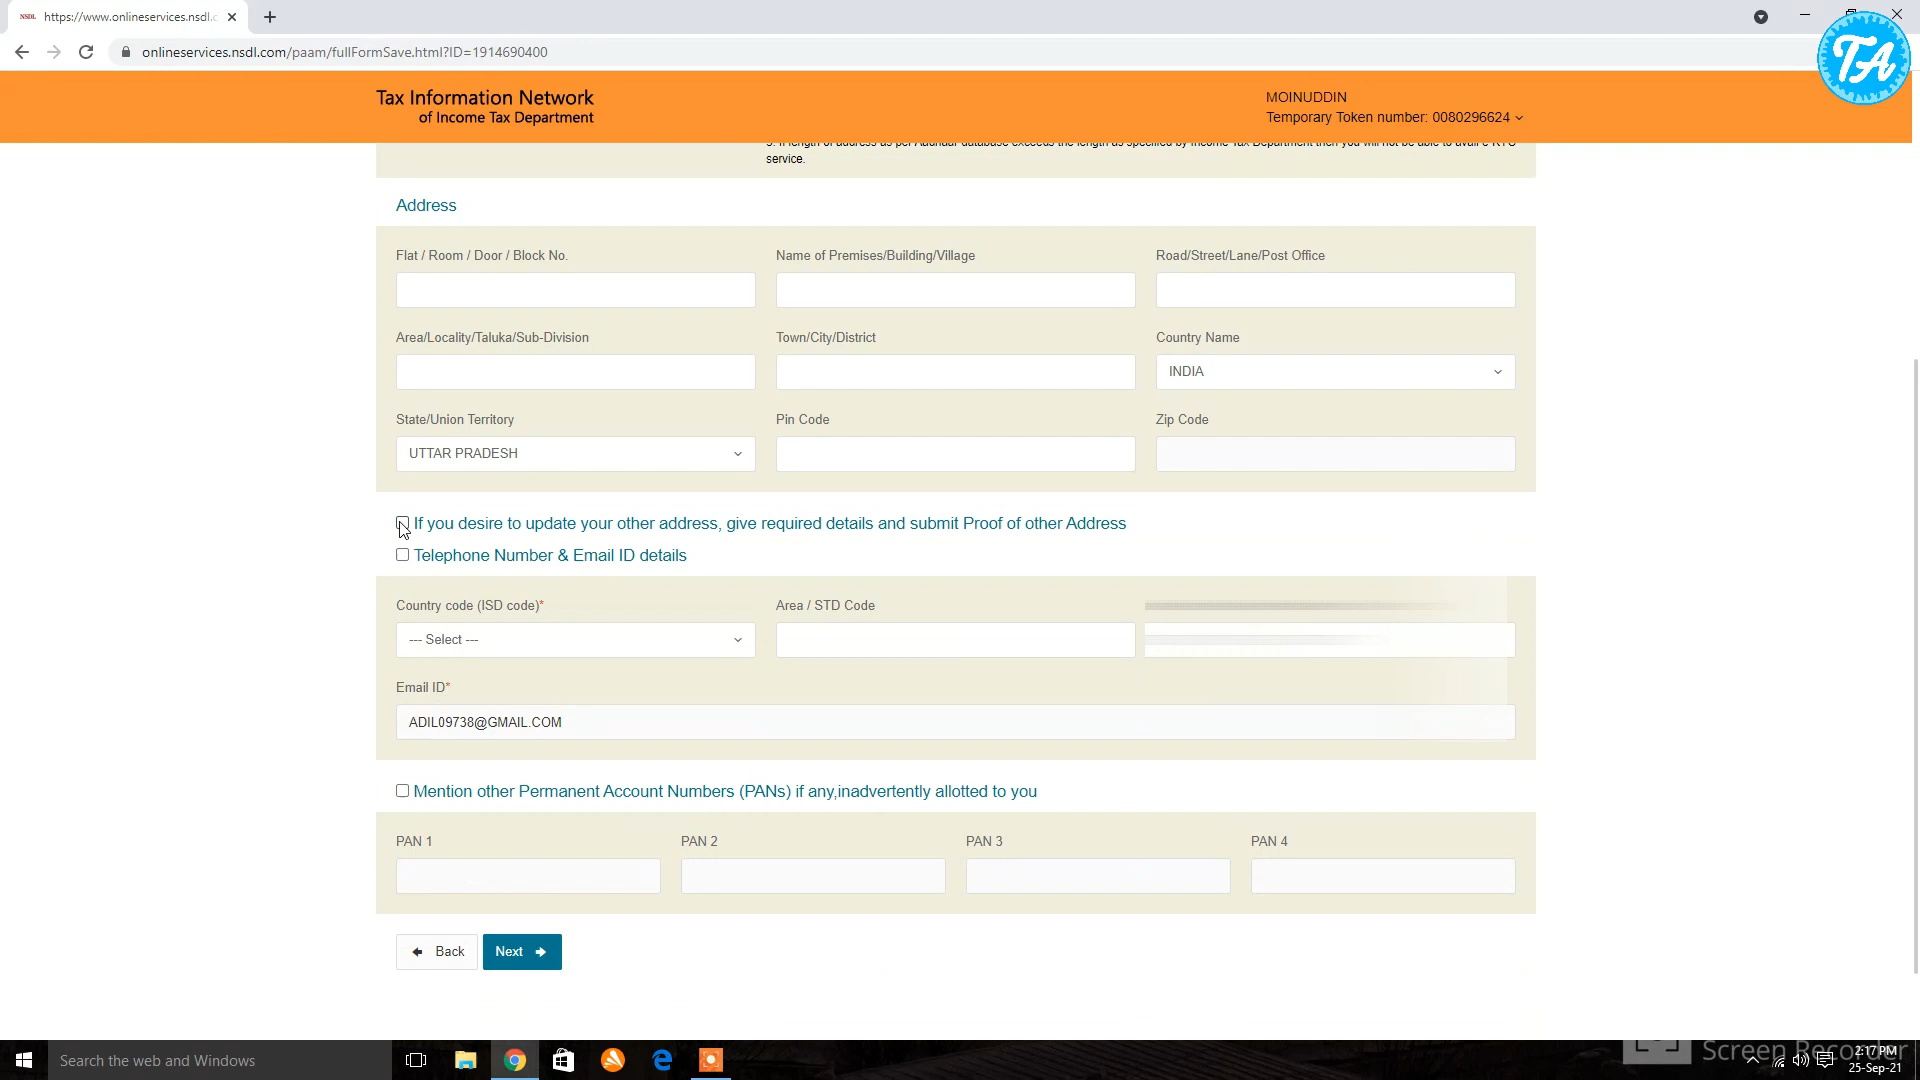 NSDL https://www.onlineservices.nsdl.c
onlineservices.nsdl.com/paam/fullFormSave.html?ID=1914690400
TA
Tax Information Network
of Income Tax Department
MOINUDDIN
Temporary Token number: 0080296624
service.
Address
Flat / Room / Door / Block No.
Name of Premises/Building/Village
Road/Street/Lane/Post Office
Area/Locality/Taluka/Sub-Division
Town/City/District
Country Name
INDIA
State/Union Territory
Pin Code
Zip Code
UTTAR PRADESH
If you desire to update your other address, give required details and submit Proof of other Address
Telephone Number & Email ID details
Country code (ISD code)*
Area / STD Code
--- Select ---
Email ID*
ADIL09738@GMAIL.COM
Mention other Permanent Account Numbers (PANs) if any,inadvertently allotted to you
PAN 1
PAN 2
PAN 3
PAN 4
Back
Next
Search the web and Windows
Screen Recorder
2:17 PM
25-Sep-21